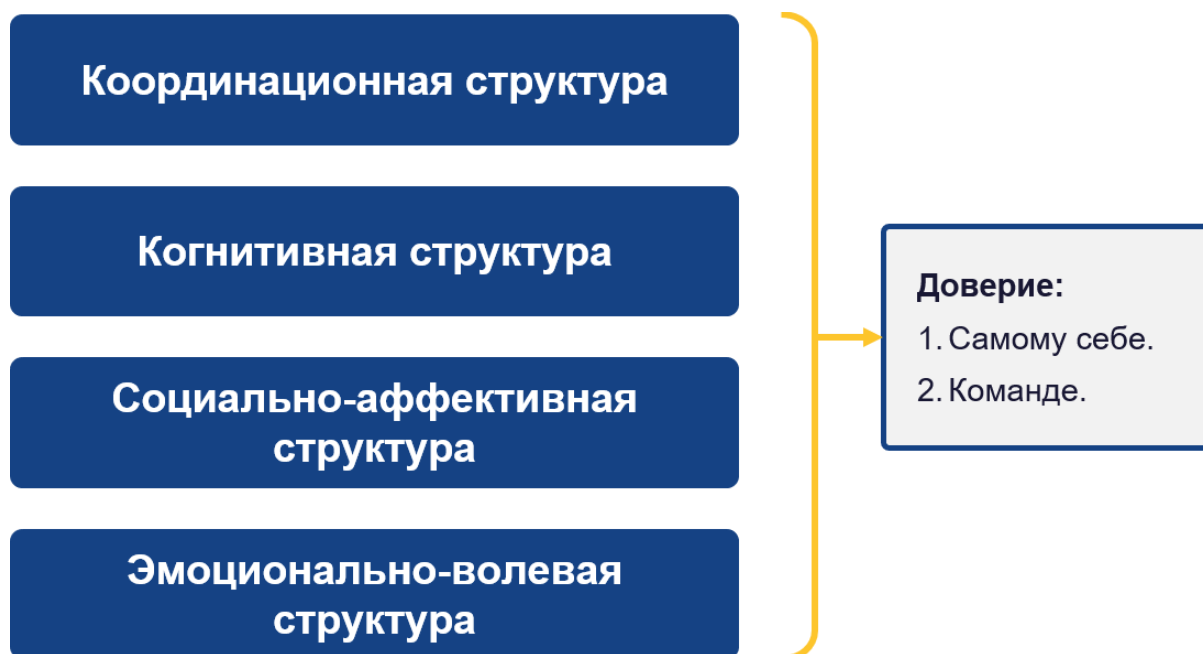 Координационная структура
Когнитивная структура
Социально-аффективная
структура
Эмоционально-волевая
структура
Доверие:
1. Самому себе.
2. Команде.